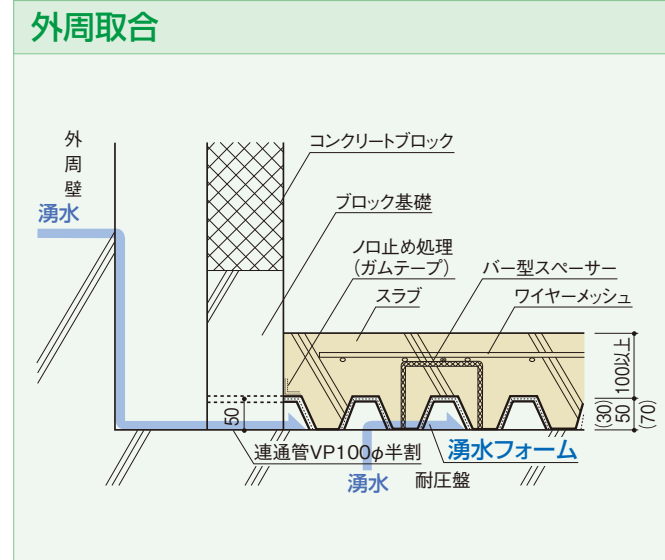 外周取合
外周壁
湧水
コンクリートブロック
ブロック基礎
ノロ止め処理
(ガムテープ)
バー型スペーサー
スラブ
ワイヤーメッシュ
100以上
(30)
50
(70)
50
連通管VP100φ半割
湧水フォーム
湧水
耐圧盤